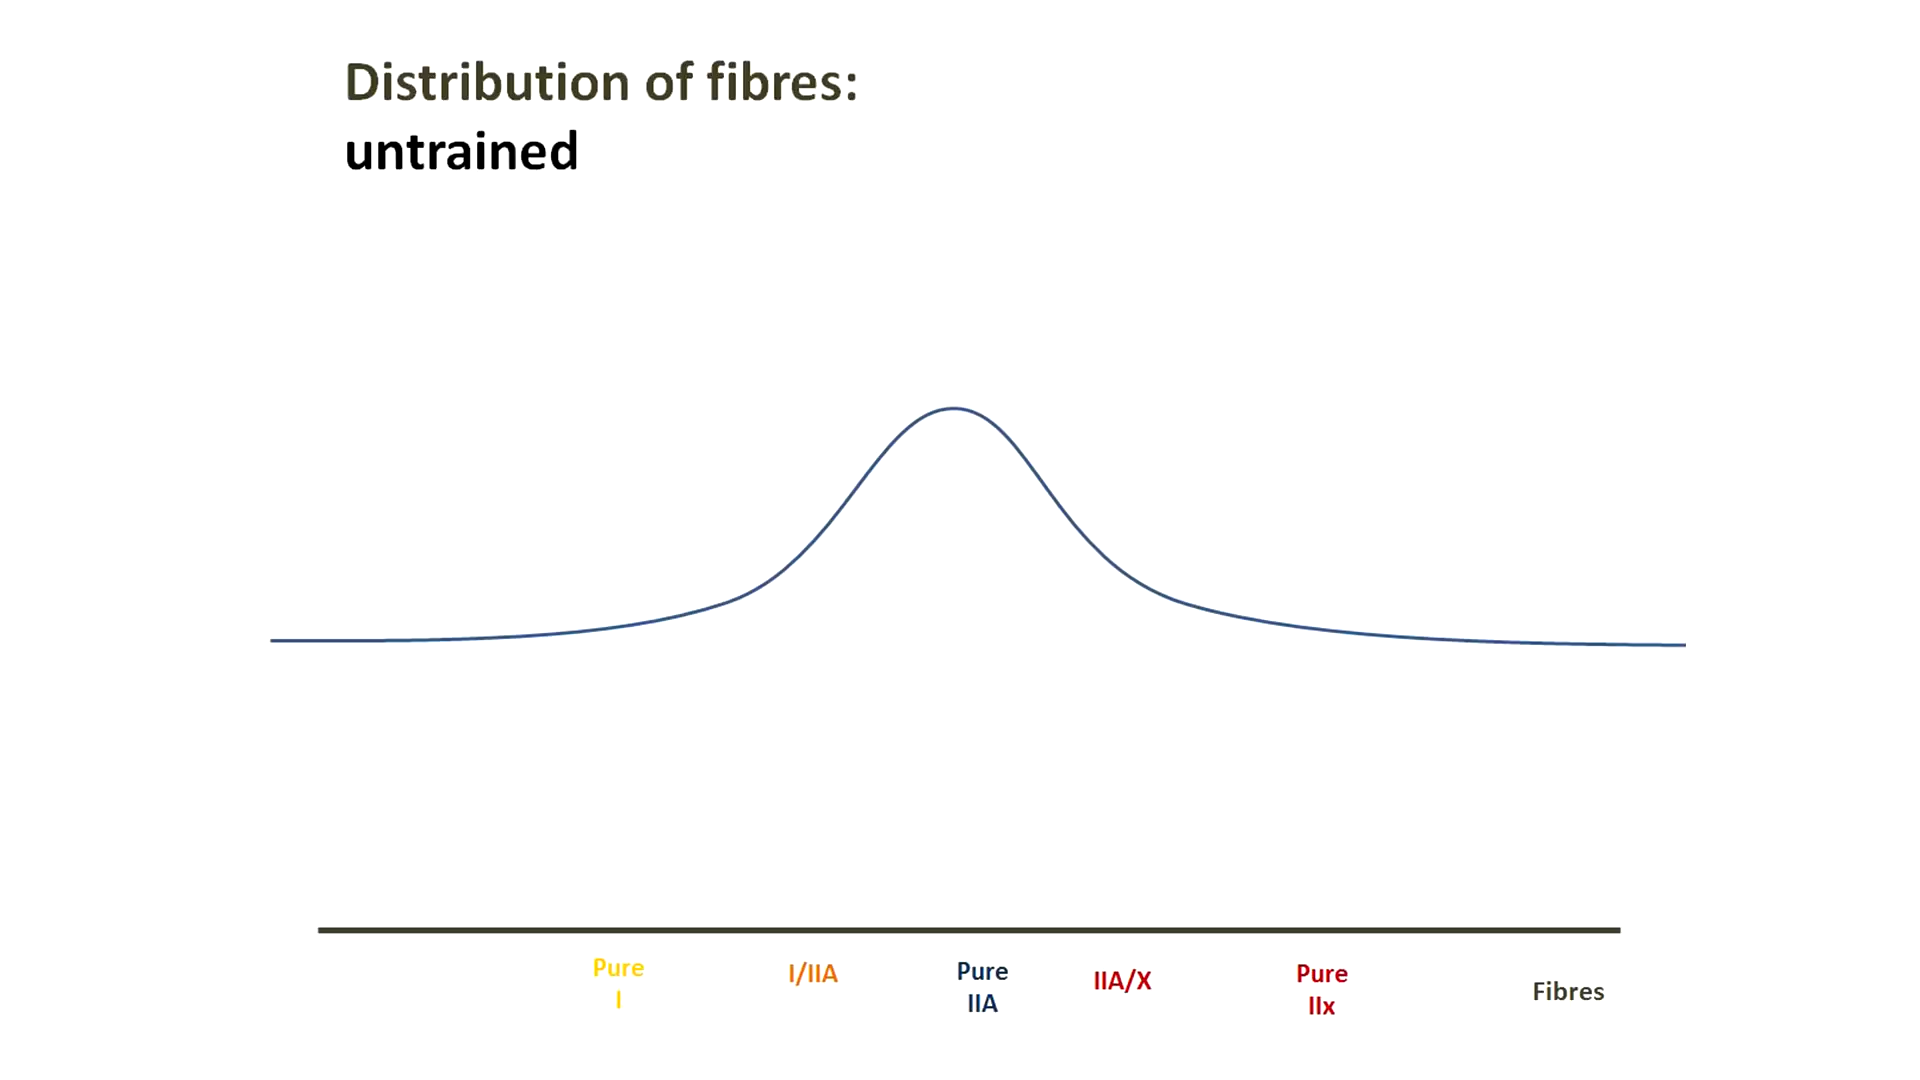 Distribution of fibres:
untrained
Pure
I
I/IIA
Pure
IIA
IIA/X
Pure
IIx
Fibres